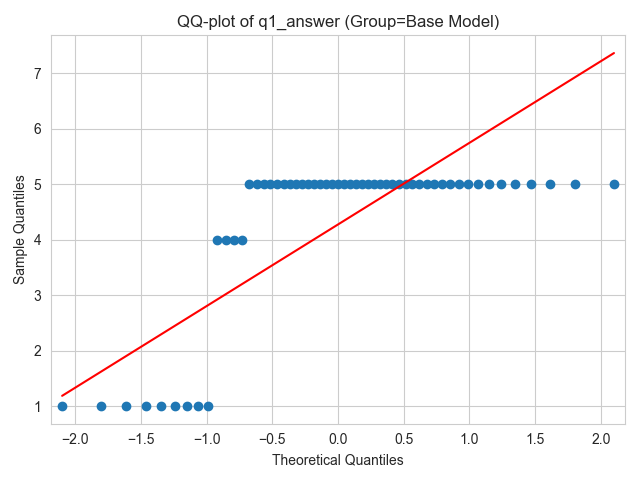 QQ-plot of q1_answer (Group=Base Model)
7
6
5
4
3
2
1
Sample Quantiles
−2.0 −1.5 −1.0 −0.5 0.0 0.5 1.0 1.5 2.0
Theoretical Quantiles